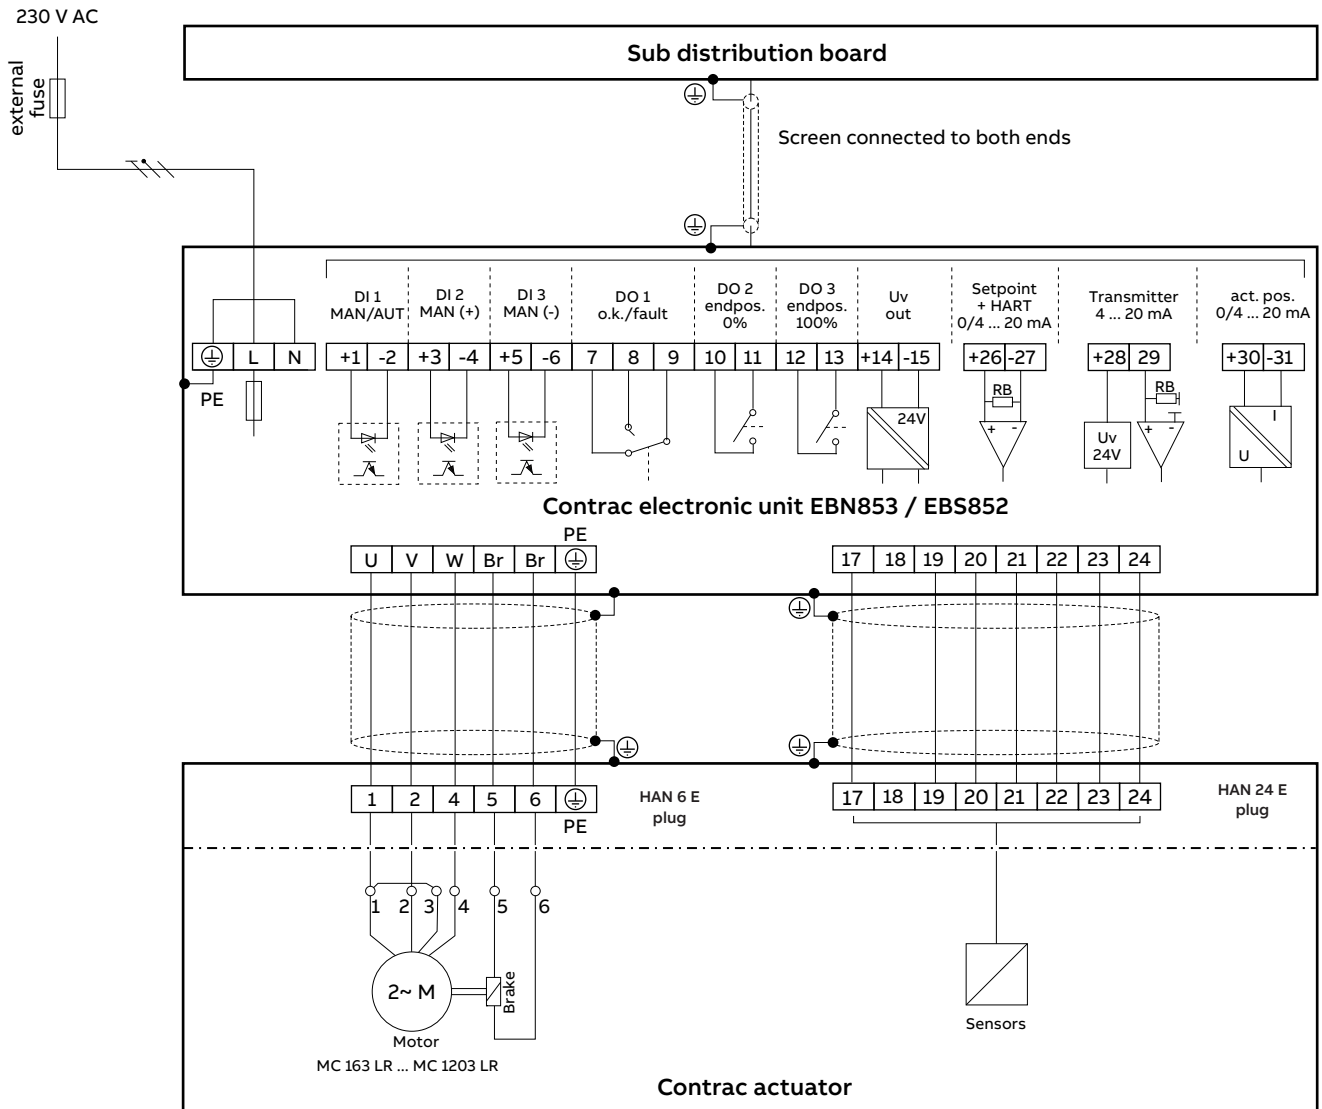 230 V AC
external
fuse
Sub distribution board
Screen connected to both ends
DI 1
MAN/AUT
DI 2
MAN (+)
DI 3
MAN (-)
DO 1
o.k./fault
DO 2
endpos.
0%
DO 3
endpos.
100%
Uv
out
Setpoint
+ HART
0/4 ... 20 mA
Transmitter
4 ... 20 mA
act. pos.
0/4 ... 20 mA
L N +1 -2 +3 -4 +5 -6 7 8 9 10 11 12 13 +14 -15 +26 -27 +28 29 +30 -31
PE
24V
RB
+ -
Uv
24V
RB
+ -
I
U
Contrac electronic unit EBN853 / EBS852
PE
U V W Br Br
17 18 19 20 21 22 23 24
1 2 4 5 6
PE
HAN 6 E
plug
17 18 19 20 21 22 23 24
HAN 24 E
plug
1 2 3 4 5 6
2~ M
Brake
Motor
MC 163 LR ... MC 1203 LR
Sensors
Contrac actuator